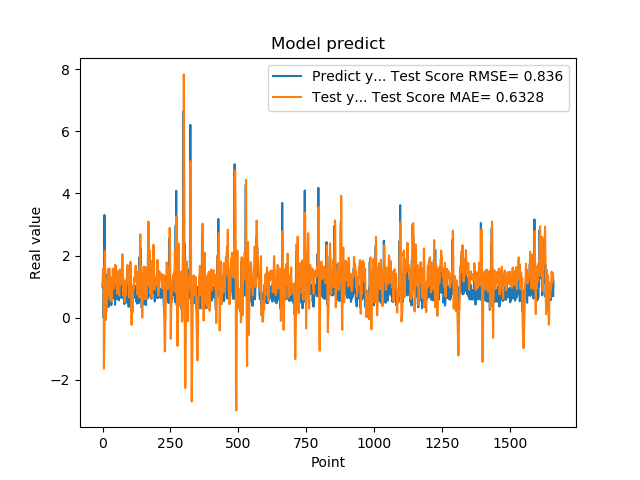 Model predict
Predict y... Test Score RMSE= 0.836
Test y... Test Score MAE= 0.6328
Real value
8
6
4
2
0
−2
0 250 500 750 1000 1250 1500
Point